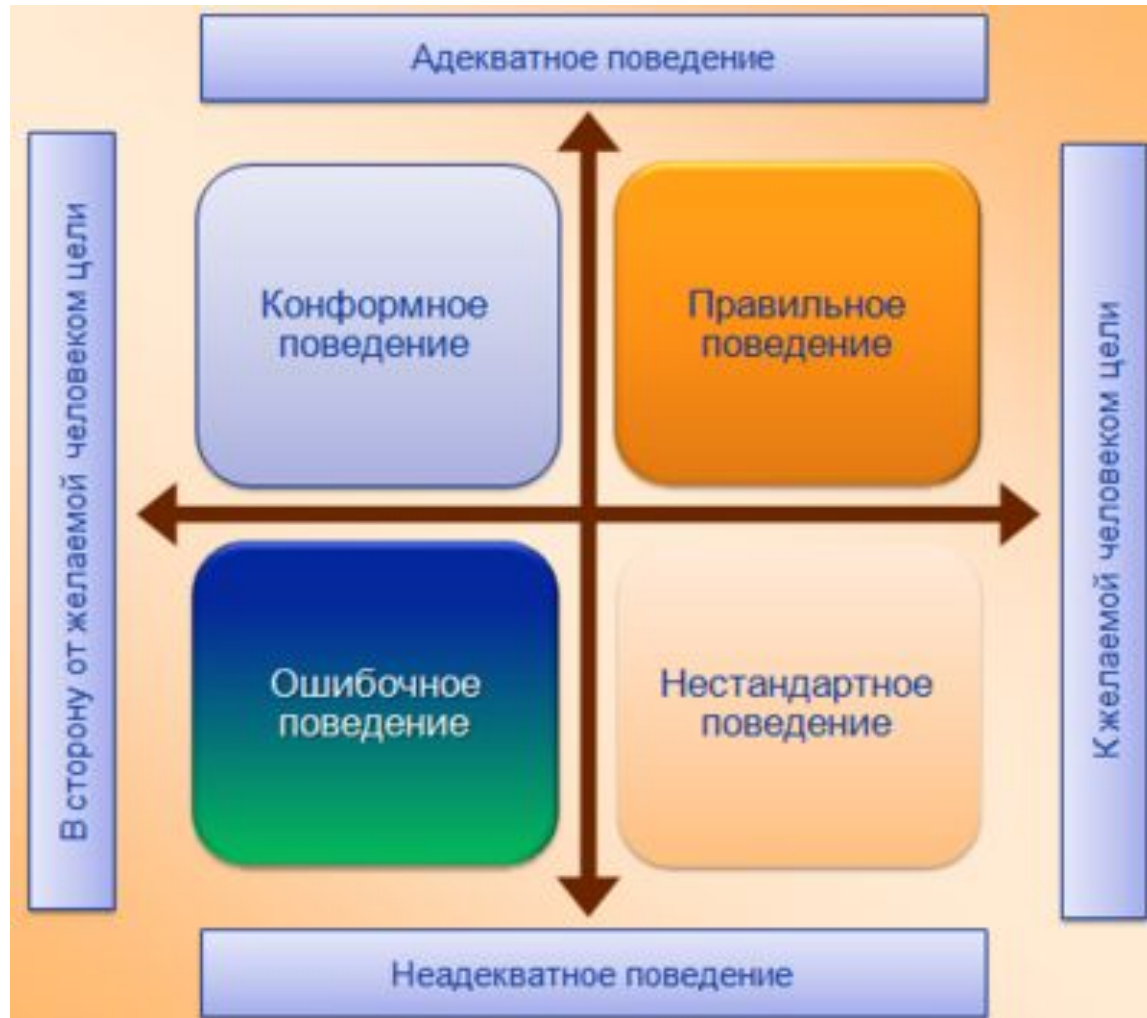 Адекватное поведение
В сторону от желаемой человеком цели
Конформное
поведение
Правильное
поведение
К желаемой человеком цели
Ошибочное
поведение
Нестандартное
поведение
Неадекватное поведение